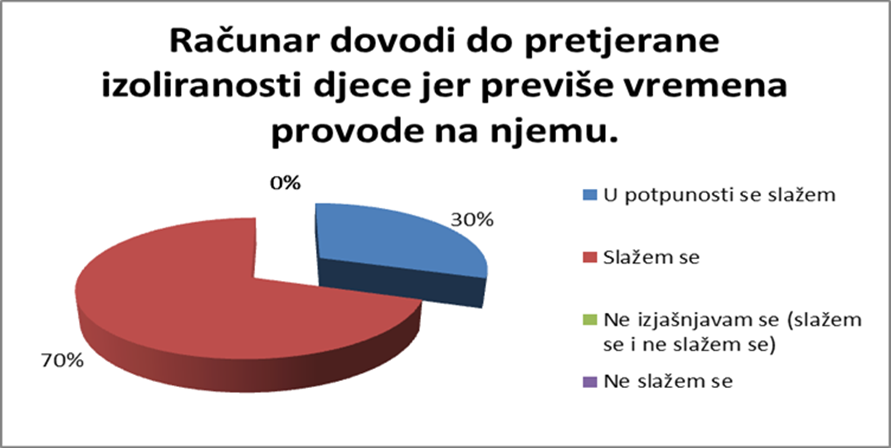 Računar dovodi do pretjerane
izoliranosti djece jer previše vremena
provode na njemu.
0%
30%
70%
U potpunosti se slažem
Slažem se
Ne izjašnjavam se (slažem
se i ne slažem se)
Ne slažem se